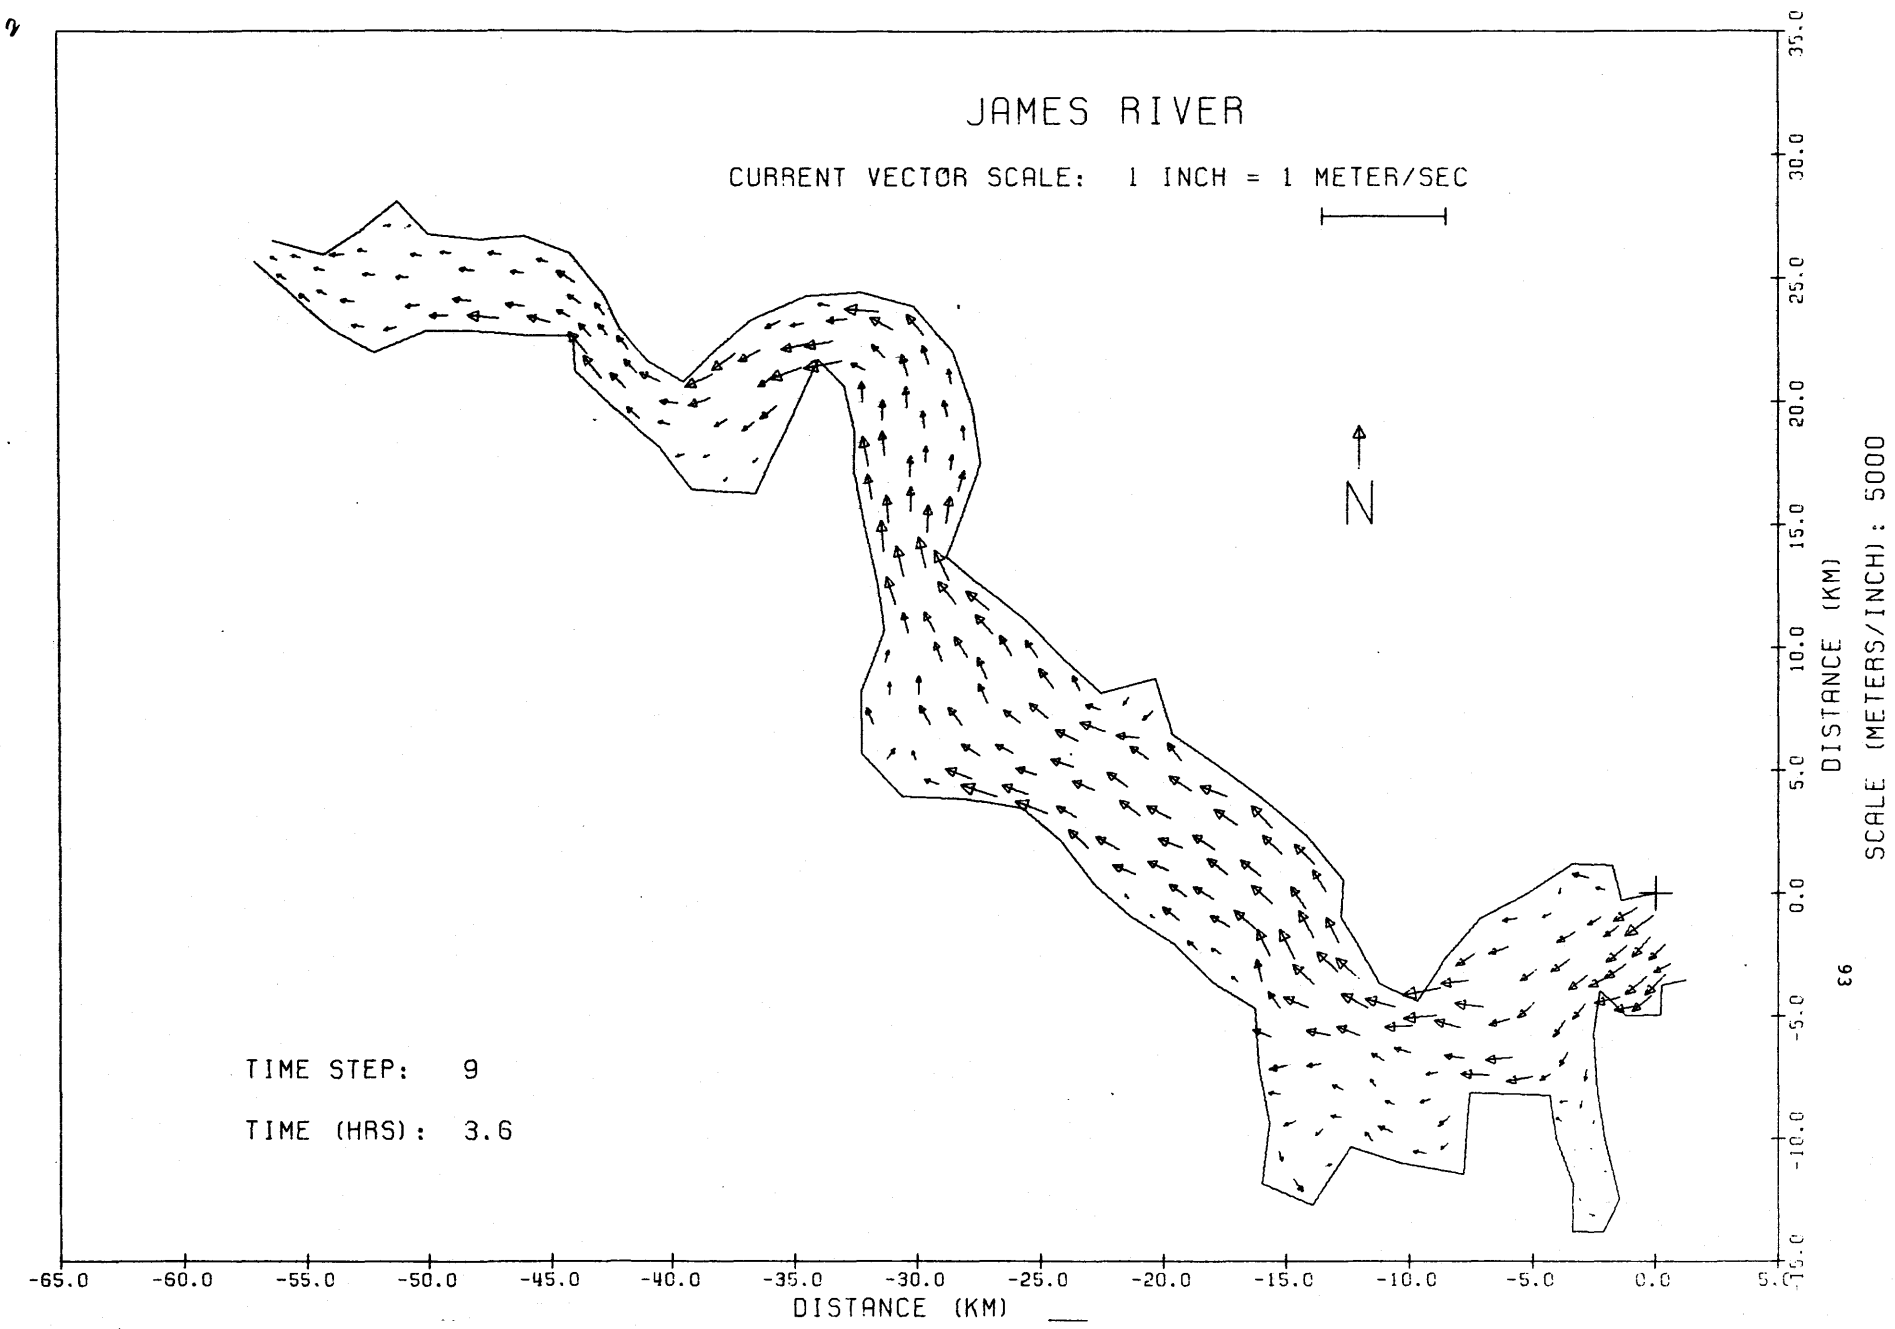 JAMES RIVER
CURRENT VECTOR SCALE: 1 INCH = 1 METER/SEC
N
TIME STEP: 9
TIME (HRS): 3.6
-65.0 -60.0 -55.0 -50.0 -45.0 -40.0 -35.0 -30.0 -25.0 -20.0 -15.0 -10.0 -5.0 0.0
DISTANCE (KM)
-15.0 -10.0 -5.0 0.0 5.0 10.0 15.0 20.0 25.0 30.0 35.0
DISTANCE (KM)
SCALE (METERS/INCH): 5000
93